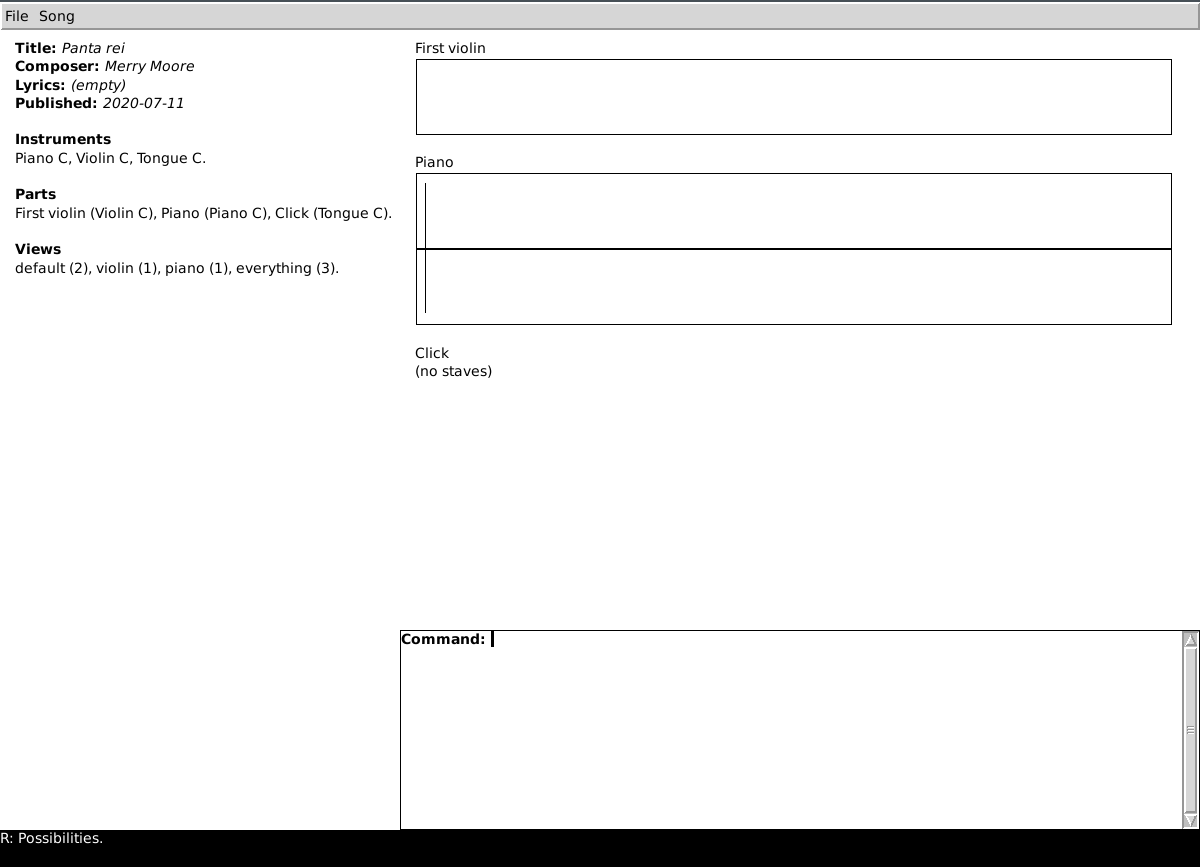 File Song
Title: Panta rei
Composer: Merry Moore
Lyrics: (empty)
Published: 2020-07-11
Instruments
Piano C, Violin C, Tongue C.
Parts
First violin (Violin C), Piano (Piano C), Click (Tongue C).
Views
default (2), violin (1), piano (1), everything (3).
First violin
Piano
Click
(no staves)
Command:
R: Possibilities.